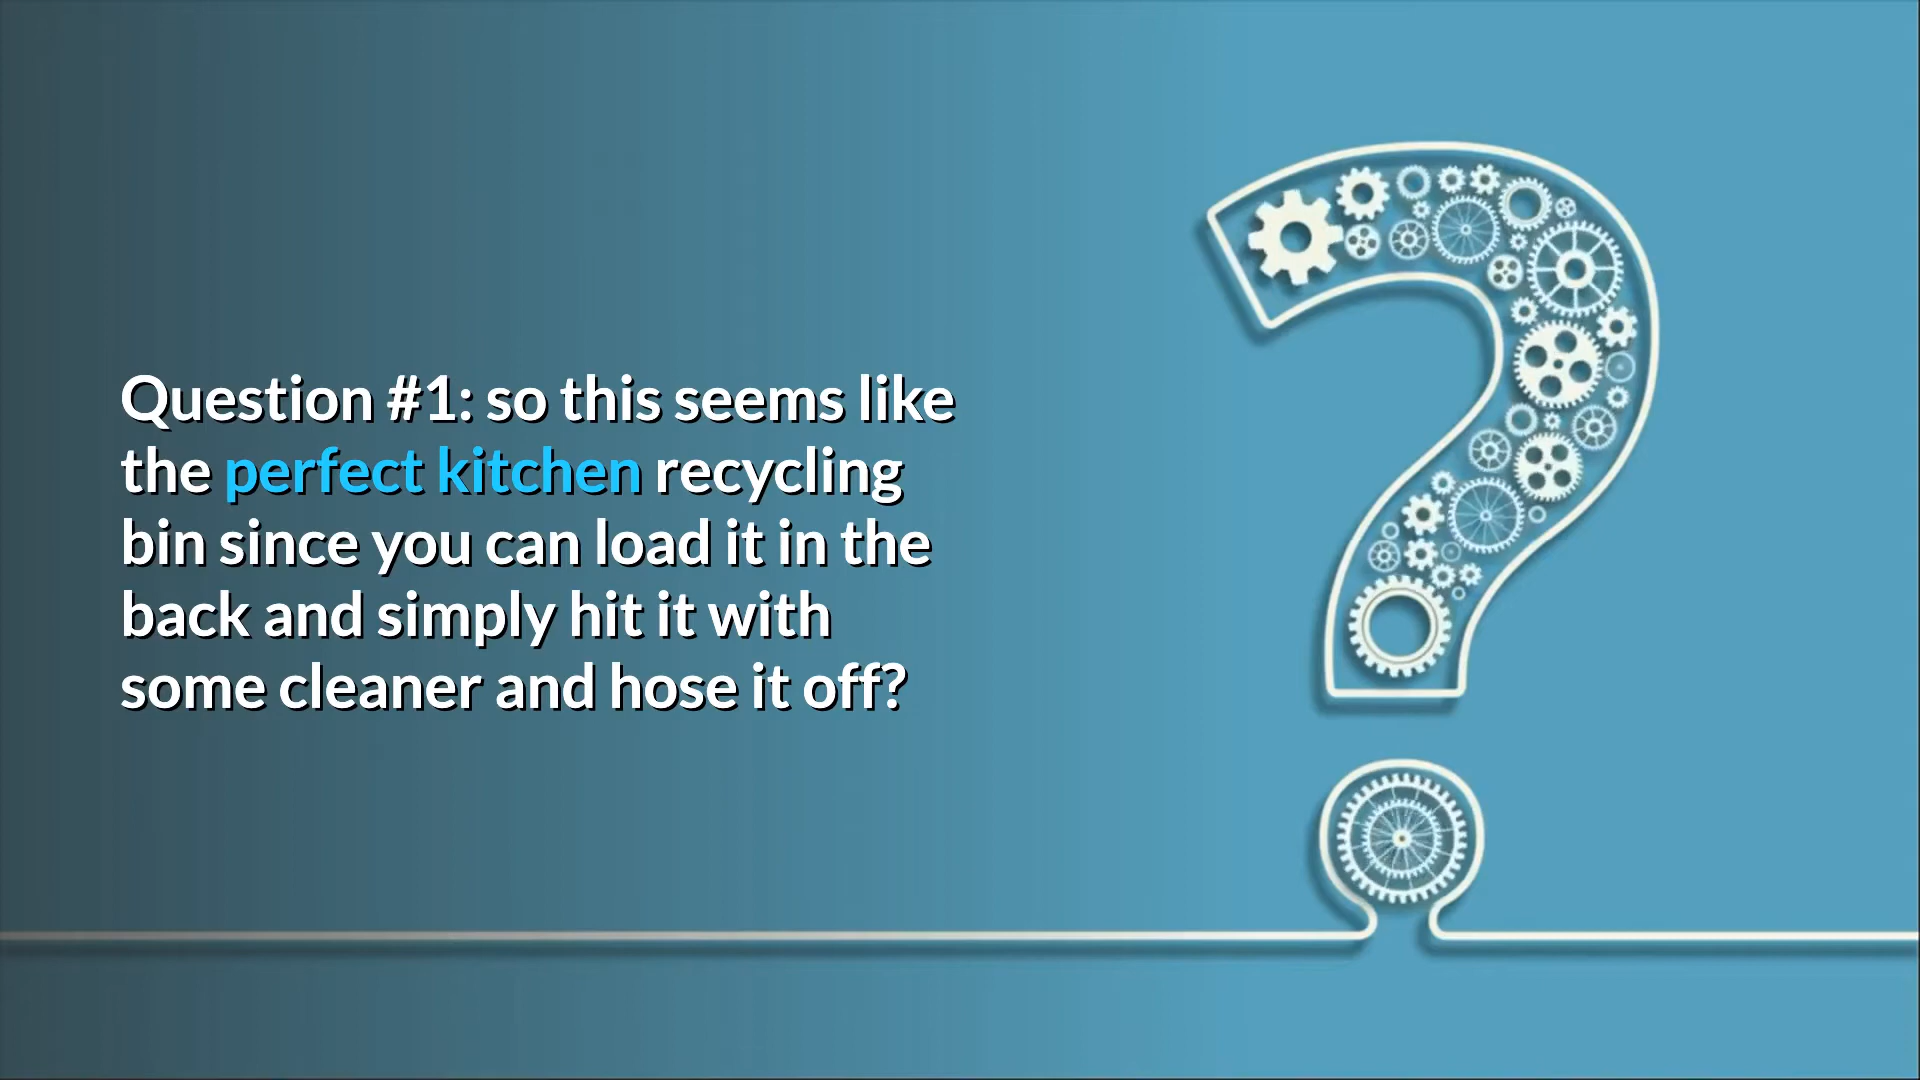 Question #1: so this seems like
the perfect kitchen recycling
bin since you can load it in the
back and simply hit it with
some cleaner and hose it off?